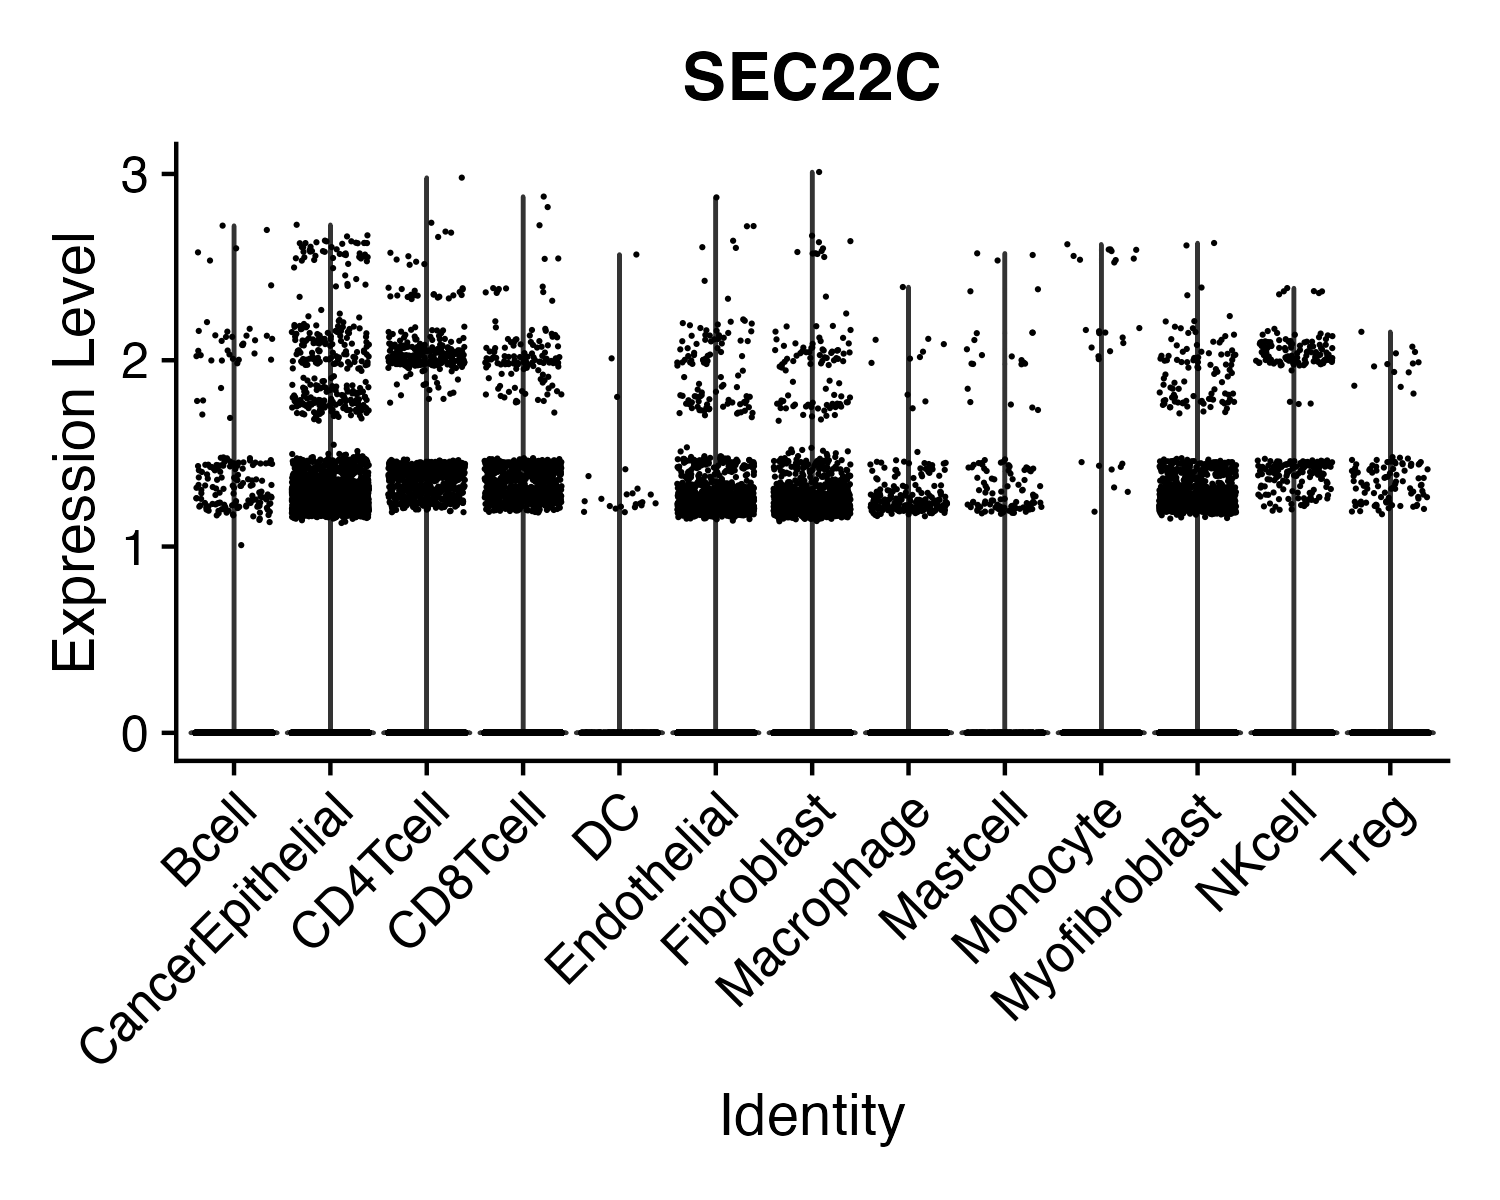 SEC22C
Expression Level
3
2
1
0
Bcell
CancerEpithelial
CD4Tcell
CD8Tcell
DC
Endothelial
Fibroblast
Macrophage
Mastcell
Monocyte
Myofibroblast
NKcell
Treg
Identity